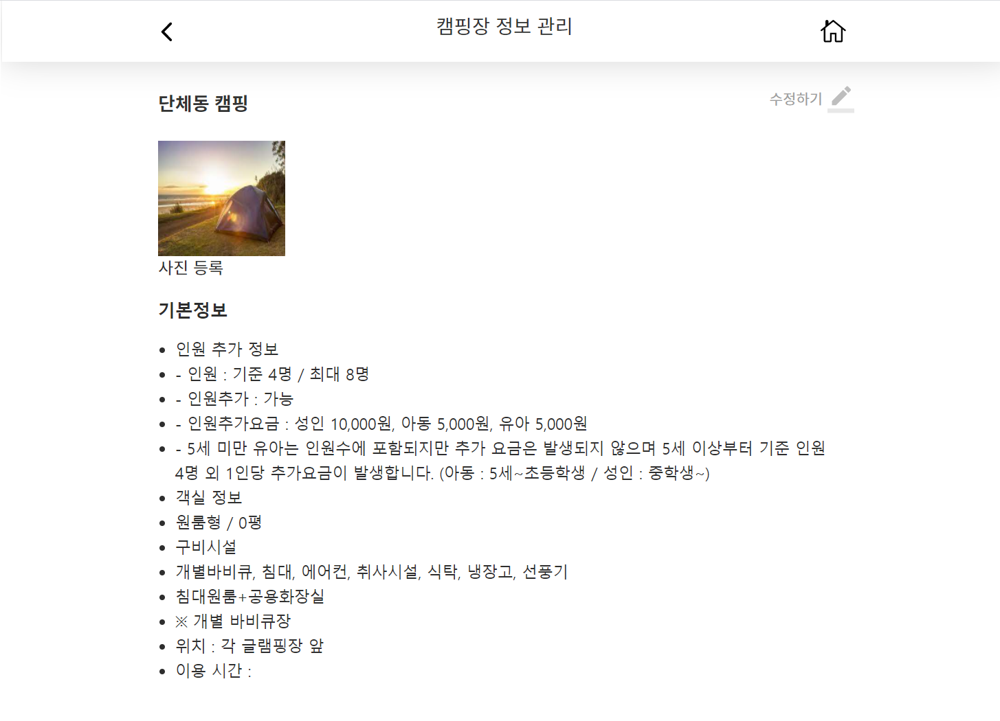 캠핑장 정보 관리
단체동 캠핑
수정하기
사진 등록
기본정보
• 인원 추가 정보
• - 인원 : 기준 4명 / 최대 8명
• - 인원추가 : 가능
• - 인원추가요금 : 성인 10,000원, 아동 5,000원, 유아 5,000원
• - 5세 미만 유아는 인원수에 포함되지만 추가 요금은 발생되지 않으며 5세 이상부터 기준 인원
4명 외 1인당 추가요금이 발생합니다. (아동 : 5세~초등학생 / 성인 : 중학생~)
• 객실 정보
• 원룸형 / 0평
• 구비시설
• 개별바비큐, 침대, 에어컨, 취사시설, 식탁, 냉장고, 선풍기
• 침대원룸+공용화장실
• ※ 개별 바비큐장
• 위치 : 각 글램핑장 앞
• 이용 시간 :